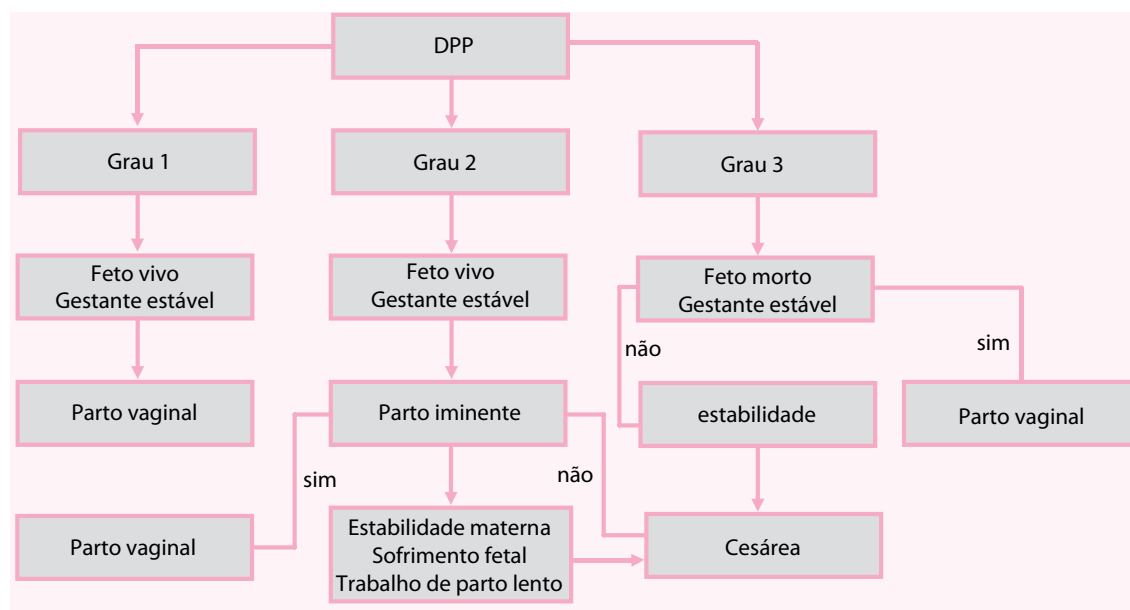 DPP
Grau 1
Grau 2
Grau 3
Feto vivo
Gestante estável
Feto vivo
Gestante estável
Feto morto
Gestante estável
não
sim
Parto vaginal
Parto iminente
estabilidade
Parto vaginal
sim
não
Parto vaginal
Estabilidade materna
Sofrimento fetal
Trabalho de parto lento
Cesárea